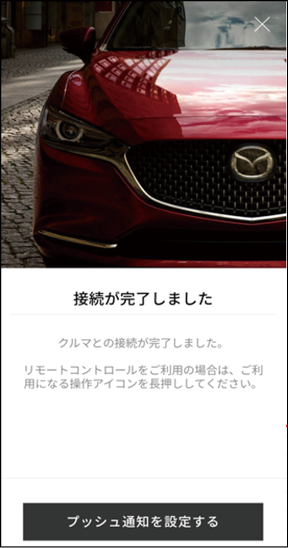 接続が完了しました
クルマとの接続が完了しました。
リモートコントロールをご利用の場合は、ご利
用になる操作アイコンを長押ししてください。
プッシュ通知を設定する